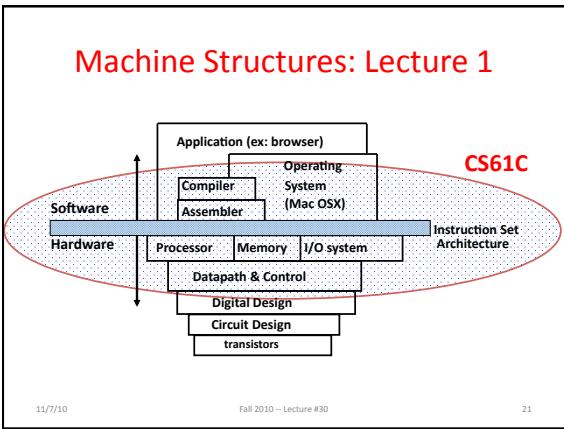 Machine Structures: Lecture 1
Application (ex: browser)
Operating
System
(Mac OSX)
CS61C
Compiler
Assembler
Software
Hardware
Instruction Set
Architecture
Processor
Memory
I/O system
Datapath & Control
Digital Design
Circuit Design
transistors
11/7/10
Fall 2010 -- Lecture #30
21